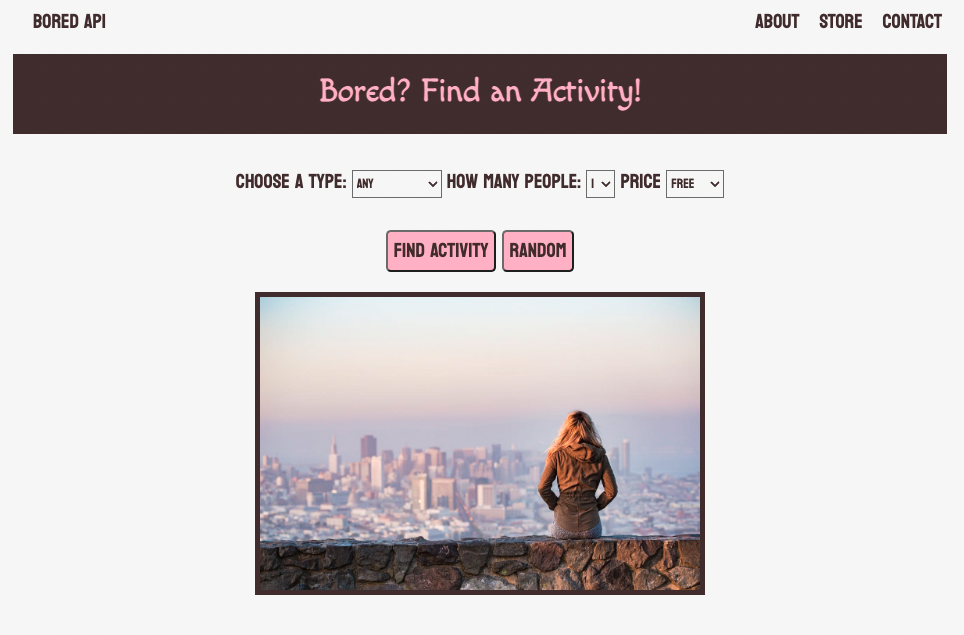 BORED API ABOUT STORE CONTACT
Bored? Find an Activity!
CHOOSE A TYPE: ANY HOW MANY PEOPLE: 1 PRICE FREE
FIND ACTIVITY RANDOM